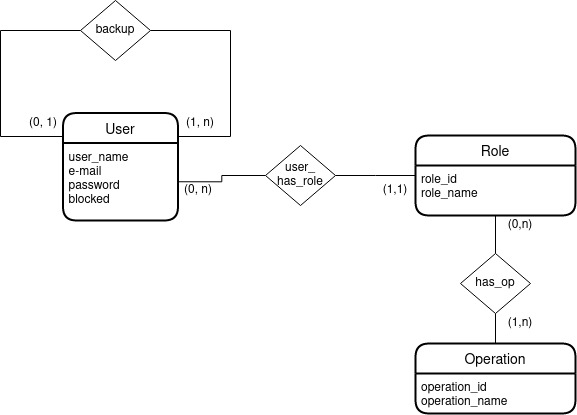 backup
(0, 1)
(1, n)
User
user_name
e-mail
password
blocked
(0, n)
user_
has_role
(1,1)
Role
role_id
role_name
(0,n)
has_op
(1,n)
Operation
operation_id
operation_name